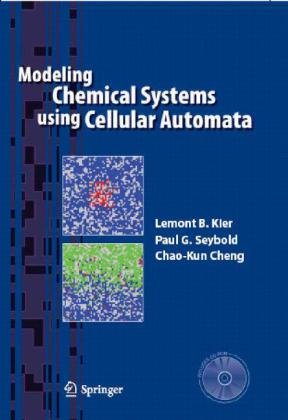 Modeling
Chemical Systems
using Cellular Automata
Lemont B. Kier
Paul G. Seybold
Chao-Kun Cheng
Springer